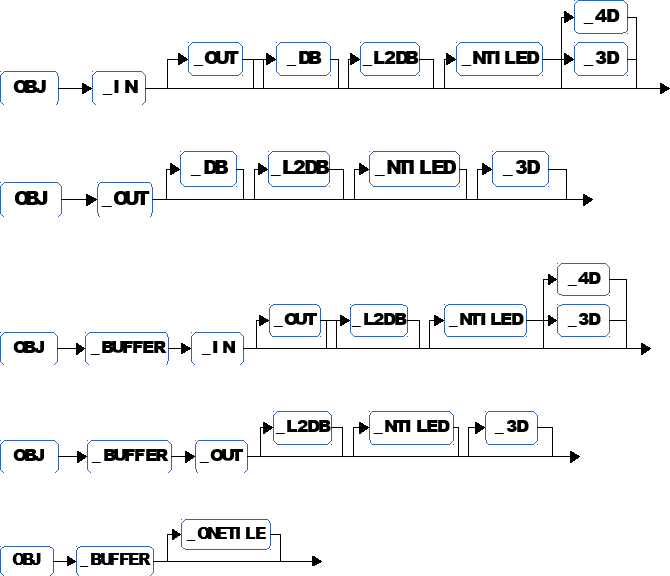 _4D
_OUT _DB _L2DB _NTILED _3D
OBJ _IN
_DB _L2DB _NTILED _3D
OBJ _OUT
_4D
_OUT _L2DB _NTILED _3D
OBJ _BUFFER _IN
_L2DB _NTILED _3D
OBJ _BUFFER _OUT
_ONETILE
OBJ _BUFFER